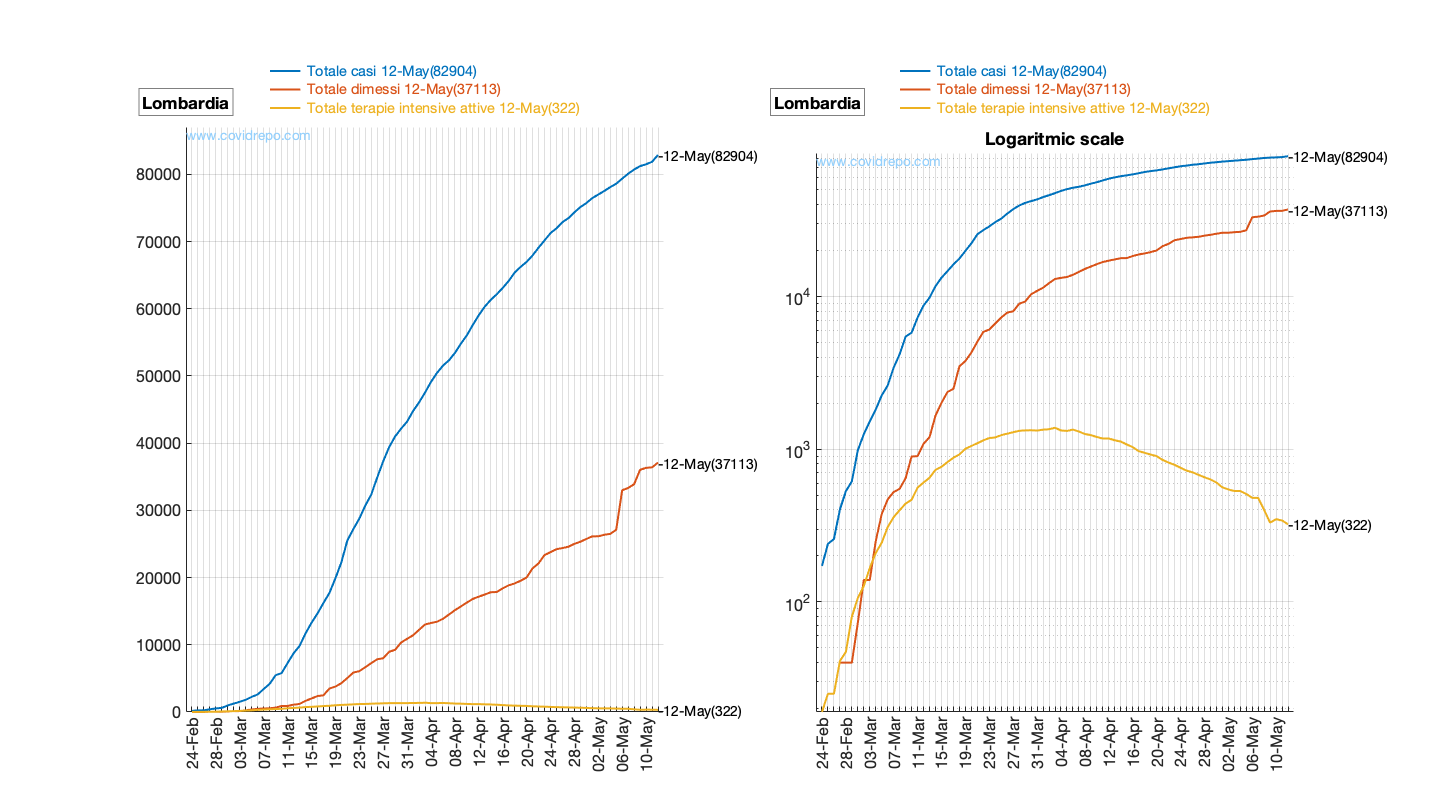 Totale casi 12-May(82904)
Totale dimessi 12-May(37113)
Totale terapie intensive attive 12-May(322)
Lombardia
www.covidrepo.com
12-May(82904)
12-May(37113)
12-May(322)
80000
70000
60000
50000
40000
30000
20000
10000
0
24-Feb
28-Feb
03-Mar
07-Mar
11-Mar
15-Mar
19-Mar
23-Mar
27-Mar
31-Mar
04-Apr
08-Apr
12-Apr
16-Apr
20-Apr
24-Apr
28-Apr
02-May
06-May
10-May
Totale casi 12-May(82904)
Totale dimessi 12-May(37113)
Totale terapie intensive attive 12-May(322)
Lombardia
Logaritmic scale
www.covidrepo.com
12-May(82904)
12-May(37113)
12-May(322)
10^4
10^3
10^2
24-Feb
28-Feb
03-Mar
07-Mar
11-Mar
15-Mar
19-Mar
23-Mar
27-Mar
31-Mar
04-Apr
08-Apr
12-Apr
16-Apr
20-Apr
24-Apr
28-Apr
02-May
06-May
10-May